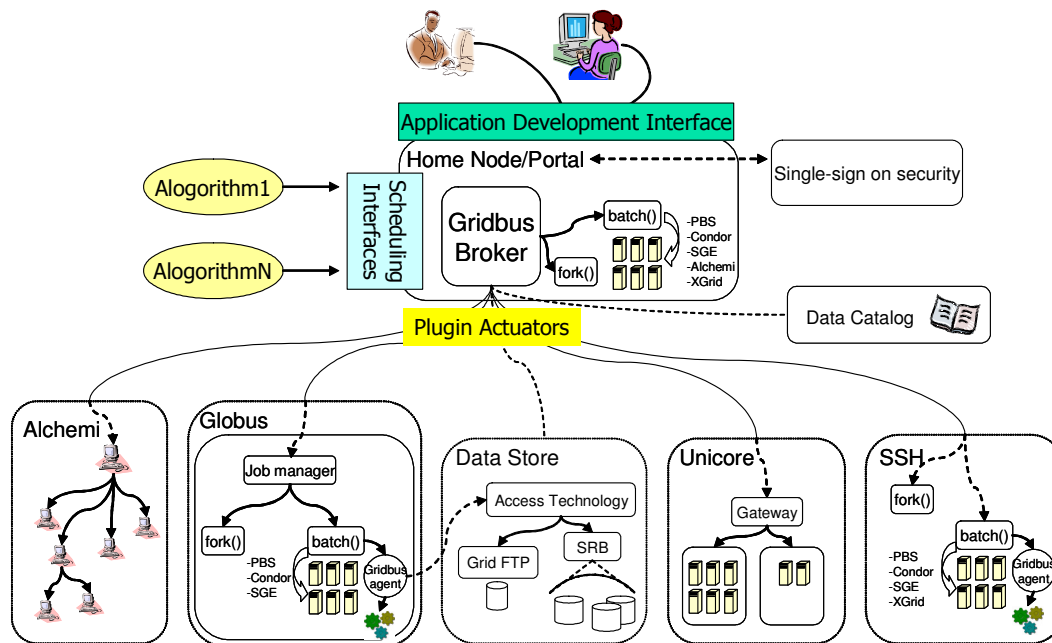 Application Development Interface
Home Node/Portal
Single-sign on security
Alogorithm1
AlogorithmN
Scheduling
Interfaces
Gridbus
Broker
batch()
fork()
-PBS
-Condor
-SGE
-Alchemi
-XGrid
Data Catalog
Plugin Actuators
Alchemi
Globus
Job manager
fork()
batch()
-PBS
-Condor
-SGE
Gridbus
agent
Data Store
Access Technology
Grid FTP
SRB
Unicore
Gateway
SSH
fork()
batch()
-PBS
-Condor
-SGE
-XGrid
Gridbus
agent